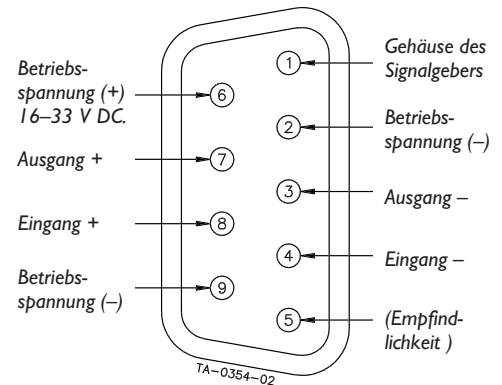 Betriebs-
spannung (+)
16–33 V DC.
Ausgang +
Eingang +
Betriebs-
spannung (–)
6
7
8
9
1
2
3
4
5
Gehäuse des
Signalgebers
Betriebs-
spannung (–)
Ausgang –
Eingang –
(Empfind-
lichkeit )
TA–0354–02